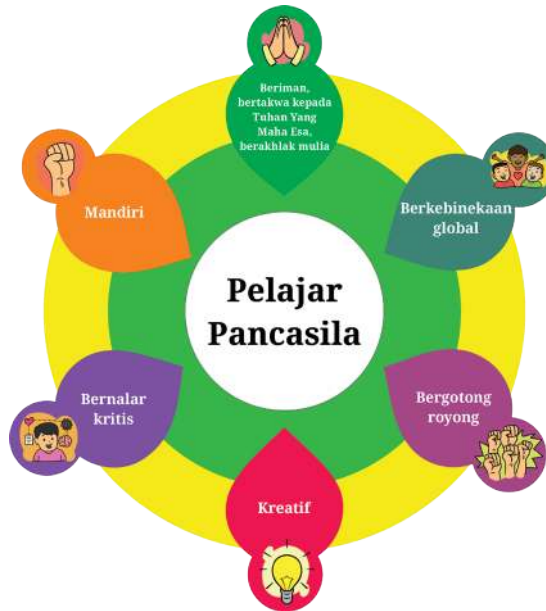 Beriman,
bertakwa kepada
Tuhan Yang
Maha Esa,
berakhlak mulia
Mandiri
Berkebinekaan
global
Pelajar
Pancasila
Bernalar
kritis
Bergotong
royong
Kreatif